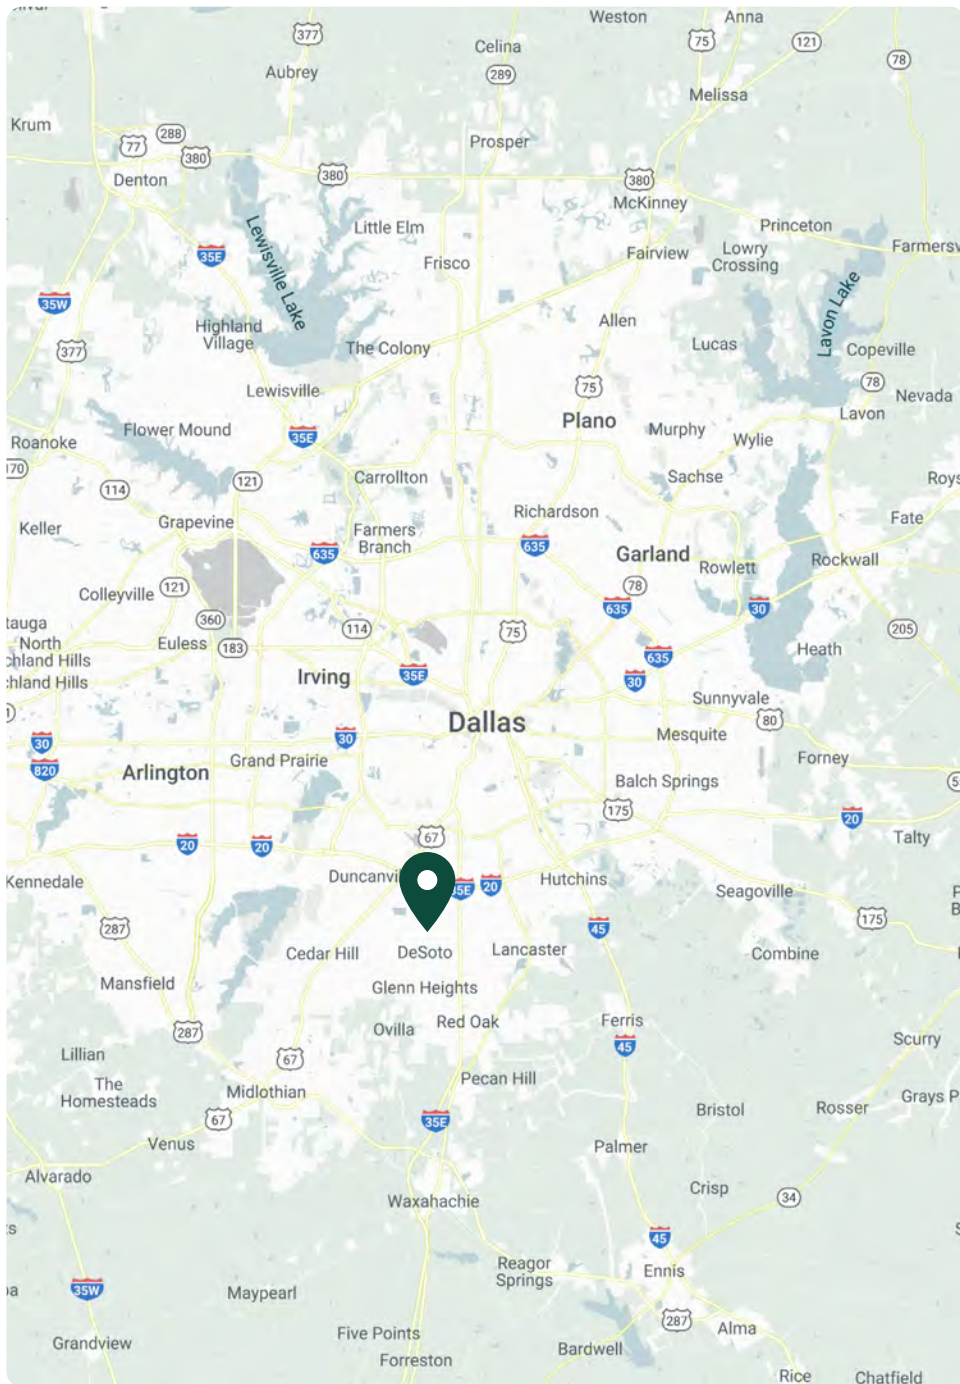 Weston
Anna
377
75
121
Celina
78
289
Aubrey
Melissa
Krum
288
77
Prosper
380
380
380
Denton
McKinney
Princeton
Little Elm
Lewisville Lake
35E
Fairview
Lowry
Crossing
Frisco
35W
Lavon Lake
Highland
Village
Allen
377
The Colony
Lucas
Copeville
75
78
Lewisville
Nevada
Plano
Lavon
Flower Mound
35E
Murphy
Wylie
Roanoke
Carrollton
Sachse
121
114
Richardson
Grapevine
Fate
Keller
Farmers
Branch
635
635
Garland
Rockwall
Rowlett
121
78
Colleyville
635
30
360
114
75
205
North
Euless
183
635
Heath
Irving
35E
30
Sunnyvale
Dallas
80
Mesquite
30
30
Grand Prairie
Forney
820
Arlington
Balch Springs
175
20
67
Talty
20
20
Kennedale
Duncanvil
35E
20
Hutchins
Seagoville
175
287
45
Cedar Hill
DeSoto
Lancaster
Combine
Mansfield
Glenn Heights
287
Ovilla
Red Oak
Ferris
Scurry
45
Lillian
67
The
Homesteads
Midlothian
Pecan Hill
Grays P
Bristol
Rosser
67
35E
Venus
Palmer
Alvarado
Crisp
34
Waxahachie
45
Reagor
Springs
Ennis
35W
Maypearl
287
Alma
Grandview
Five Points
Bardwell
Forreston
Rice
Chatfield